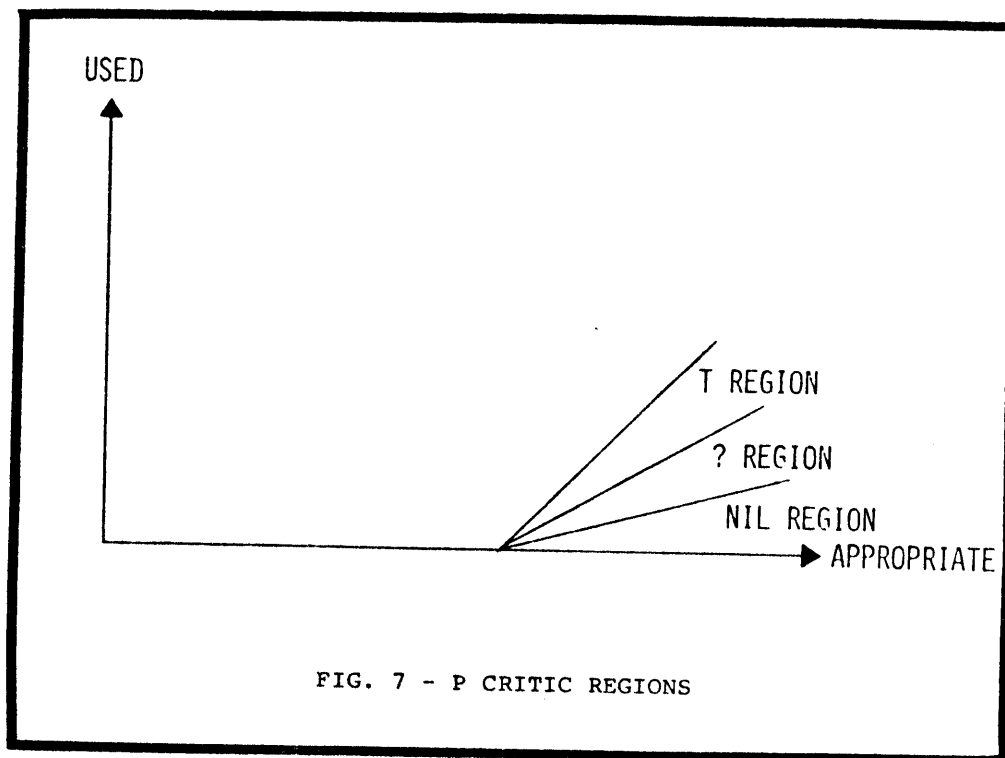 USED
T REGION
? REGION
NIL REGION
APPROPRIATE
FIG. 7 - P CRITIC REGIONS